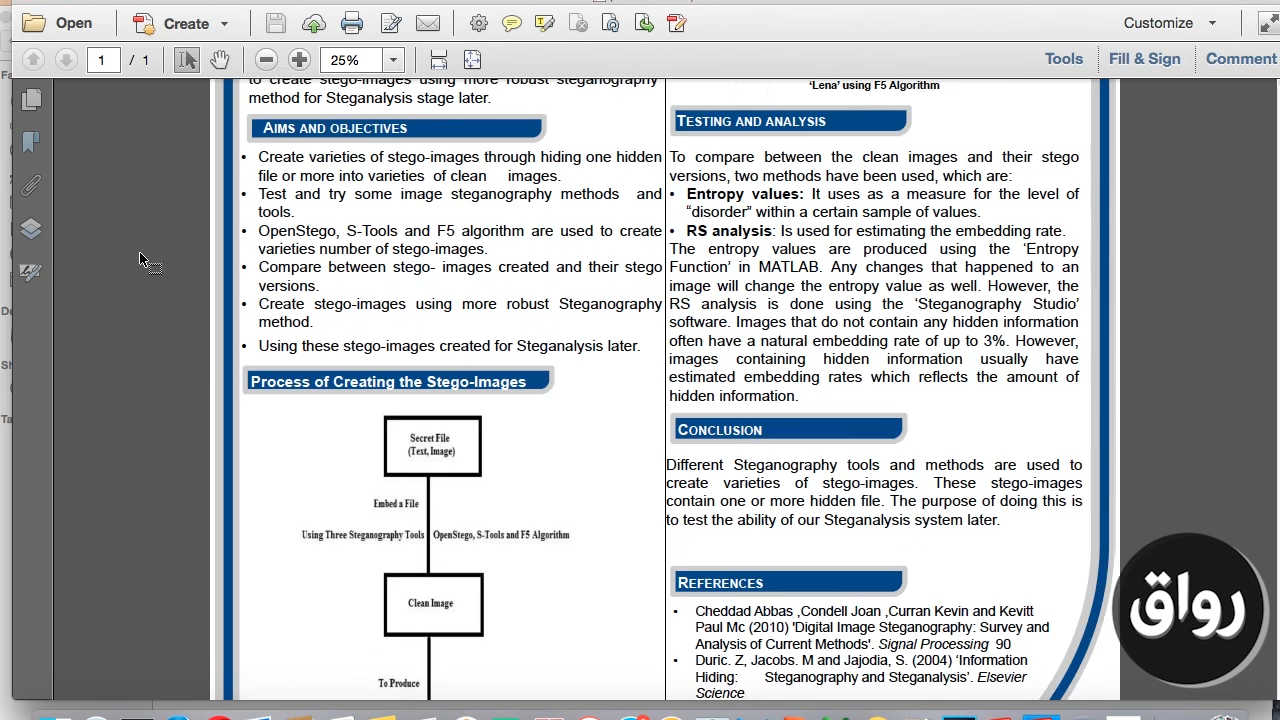 Open
Create
Customize
1 / 1
25%
Tools
Fill & Sign
Comment
to create stego-images using more robust steganography
method for Steganalysis stage later.
AIMS AND OBJECTIVES
• Create varieties of stego-images through hiding one hidden
file or more into varieties of clean images.
• Test and try some image steganography methods and
tools.
• OpenStego, S-Tools and F5 algorithm are used to create
varieties number of stego-images.
• Compare between stego- images created and their stego
versions.
• Create stego-images using more robust Steganography
method.
• Using these stego-images created for Steganalysis later.
Process of Creating the Stego-Images
Secret File
(Text, Image)
Embed a File
Using Three Steganography Tools
OpenStego, S-Tools and F5 Algorithm
Clean Image
To Produce
'Lena' using F5 Algorithm
TESTING AND ANALYSIS
To compare between the clean images and their stego
versions, two methods have been used, which are:
• Entropy values: It uses as a measure for the level of
“disorder” within a certain sample of values.
• RS analysis: Is used for estimating the embedding rate.
The entropy values are produced using the ‘Entropy
Function’ in MATLAB. Any changes that happened to an
image will change the entropy value as well. However, the
RS analysis is done using the ‘Steganography Studio’
software. Images that do not contain any hidden information
often have a natural embedding rate of up to 3%. However,
images containing hidden information usually have
estimated embedding rates which reflects the amount of
hidden information.
CONCLUSION
Different Steganography tools and methods are used to
create varieties of stego-images. These stego-images
contain one or more hidden file. The purpose of doing this is
to test the ability of our Steganalysis system later.
REFERENCES
• Cheddad Abbas ,Condell Joan ,Curran Kevin and Kevitt
Paul Mc (2010) 'Digital Image Steganography: Survey and
Analysis of Current Methods'. Signal Processing 90
• Duric. Z, Jacobs. M and Jajodia, S. (2004) ‘Information
Hiding: Steganography and Steganalysis’. Elsevier
Science
رواق